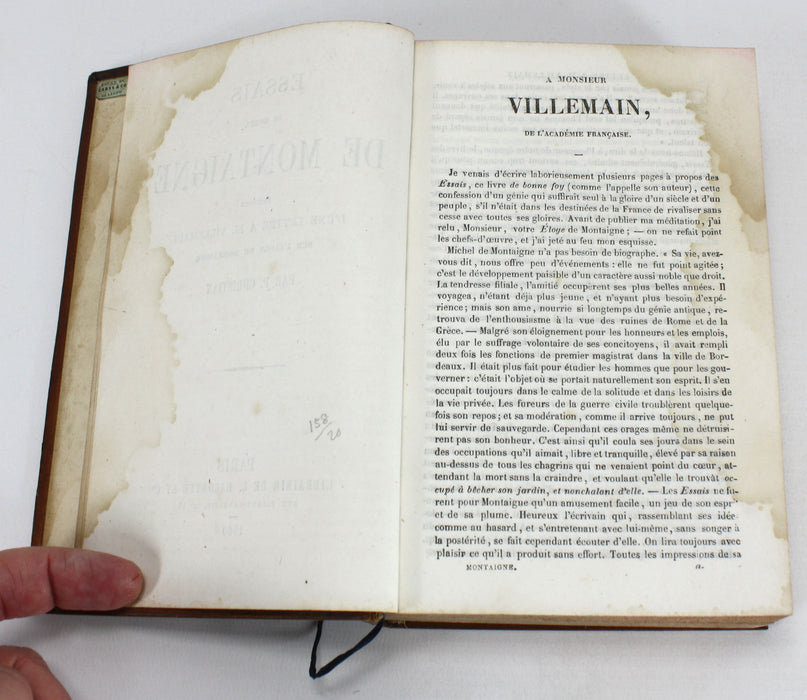 A MONSIEUR
VILLEMAIN,
DE L'ACADÉMIE FRANÇAISE.
Je venais d'écrire laborieusement plusieurs pages à propos des
Essais, ce livre de bonne foy (comme l'appelle son auteur), cette
confession d'un génie qui suffirait seul à la gloire d'un siècle et d'un
peuple, s'il n'était dans les destinées de la France de rivaliser sans
cesse avec toutes ses gloires. Avant de publier ma méditation, j'ai
relu, Monsieur, votre Éloge de Montaigne; — on ne refait point
les chefs-d'œuvre, et j'ai jeté au feu mon esquisse.
Michel de Montaigne n'a pas besoin de biographe. « Sa vie, avez-
vous dit, nous offre peu d'événements : elle ne fut point agitée;
c'est le développement paisible d'un caractère aussi noble que droit.
La tendresse filiale, l'amitié occupèrent ses plus belles années. Il
voyagea, n'étant déjà plus jeune, et n'ayant plus besoin d'expé-
rience; mais son ame, nourrie si longtemps du génie antique, re-
trouva de l'enthousiasme à la vue des ruines de Rome et de la
Grèce. — Malgré son éloignement pour les honneurs et les emplois,
élu par le suffrage volontaire de ses concitoyens, il avait rempli
deux fois les fonctions de premier magistrat dans la ville de Bor-
deaux. Il était plus fait pour étudier les hommes que pour les gou-
verner : c'était l'objet où se portait naturellement son esprit. Il s'en
occupait toujours dans le calme de la solitude et dans les loisirs de
la vie privée. Les fureurs de la guerre civile troublèrent quelque-
fois son repos; et sa modération, comme il arrive toujours, ne put
lui servir de sauvegarde. Cependant ces orages même ne détruisi-
rent pas son bonheur. C'est ainsi qu'il coula ses jours dans le sein
des occupations qu'il aimait, libre et tranquille, élevé par sa raison
au-dessus de tous les chagrins qui ne venaient point du cœur, at-
tendant la mort sans la craindre, et voulant qu'elle le trouvât oc-
cupé à bêcher son jardin, et nonchalant d'elle. — Les Essais ne fu-
rent pour Montaigne qu'un amusement facile, un jeu de son esprit
et de sa plume. Heureux l'écrivain qui, rassemblant ses idée
comme au hasard, et s'entretenant avec lui-même, sans songer à
la postérité, se fait cependant écouter d'elle. On lira toujours avec
plaisir ce qu'il a produit sans effort. Toutes les impressions de sa
MONTAIGNE. a.
158
20